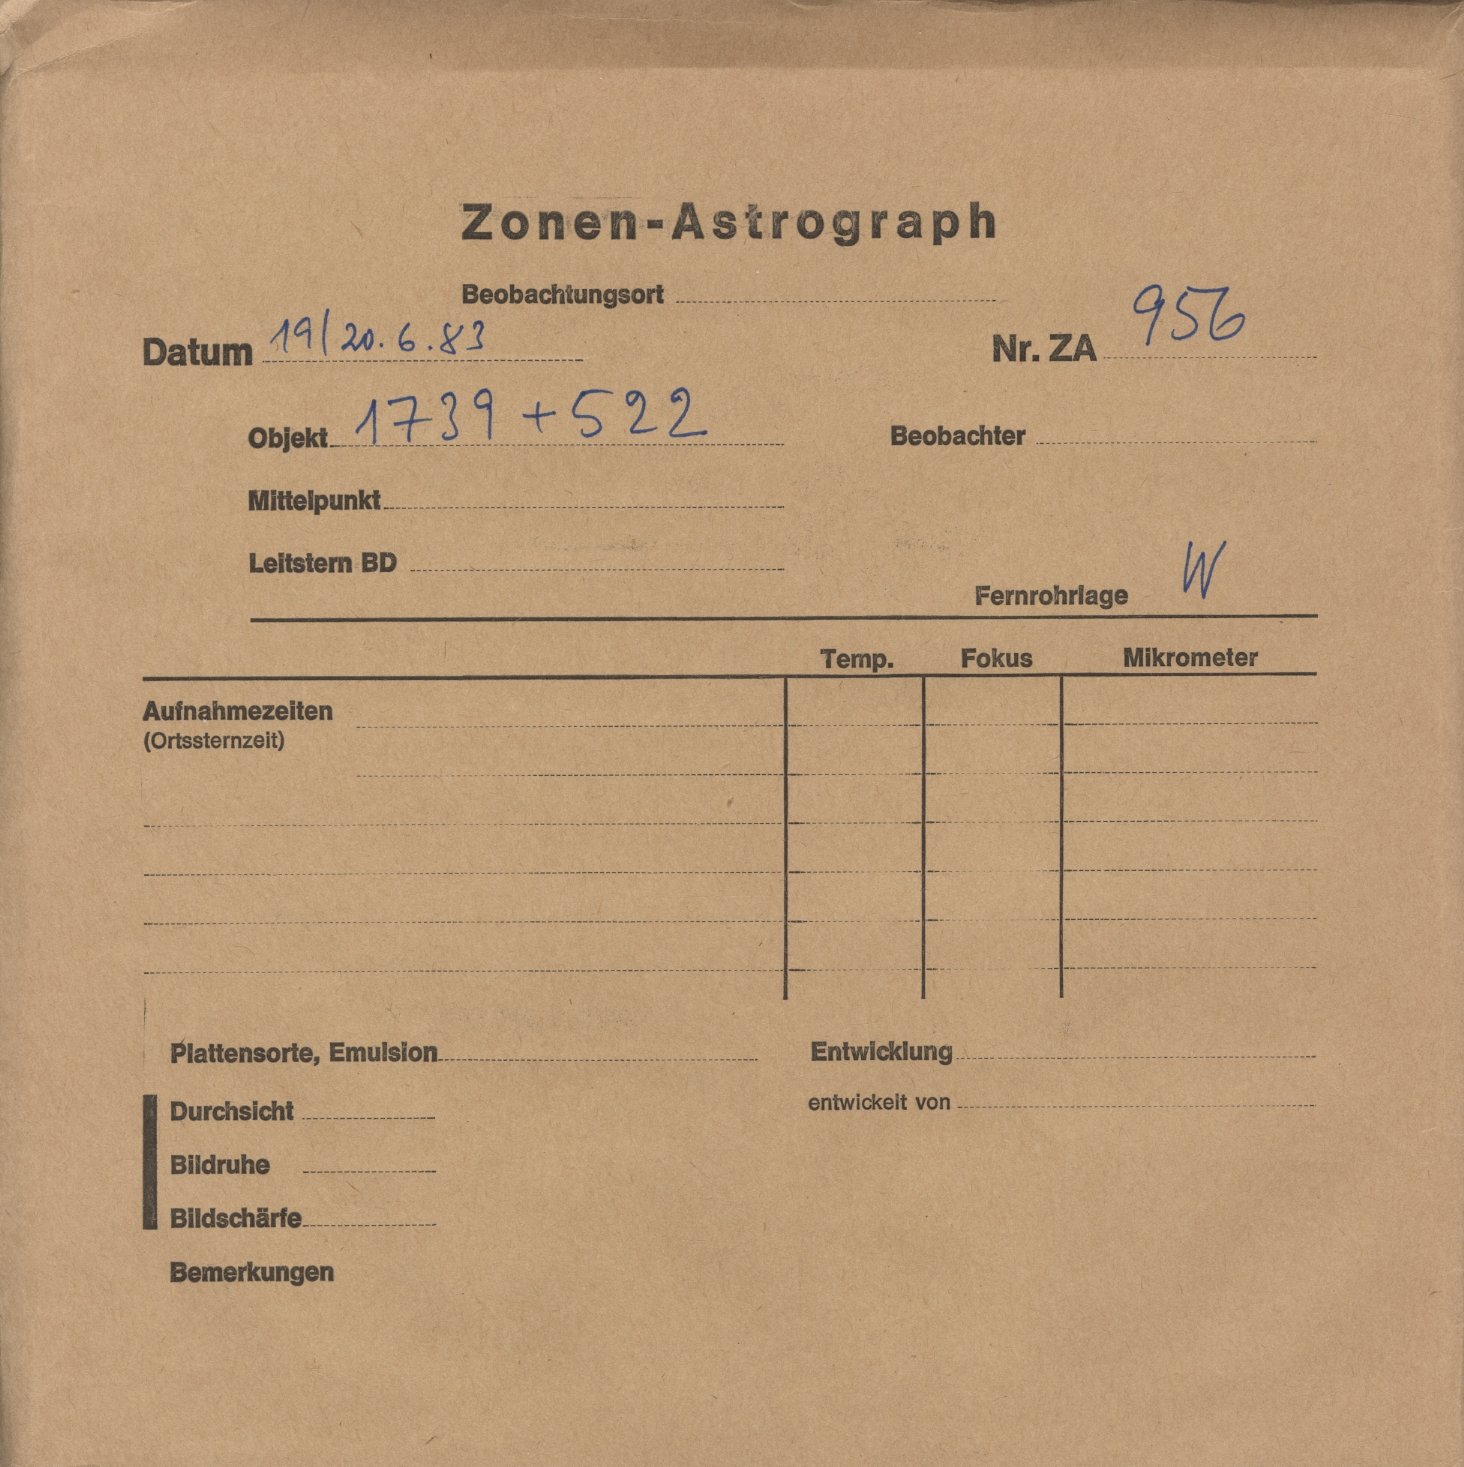 Zonen-Astrograph
Beobachtungsort
Datum 19/20.6.83
Nr. ZA 956
Objekt 1739+522
Beobachter
Mittelpunkt
Leitstern BD
Fernrohrlage W
Temp. Fokus Mikrometer
Aufnahmezeiten
(Ortssternzeit)
Plattensorte, Emulsion
Entwicklung
Durchsicht
entwickelt von
Bildruhe
Bildschärfe
Bemerkungen